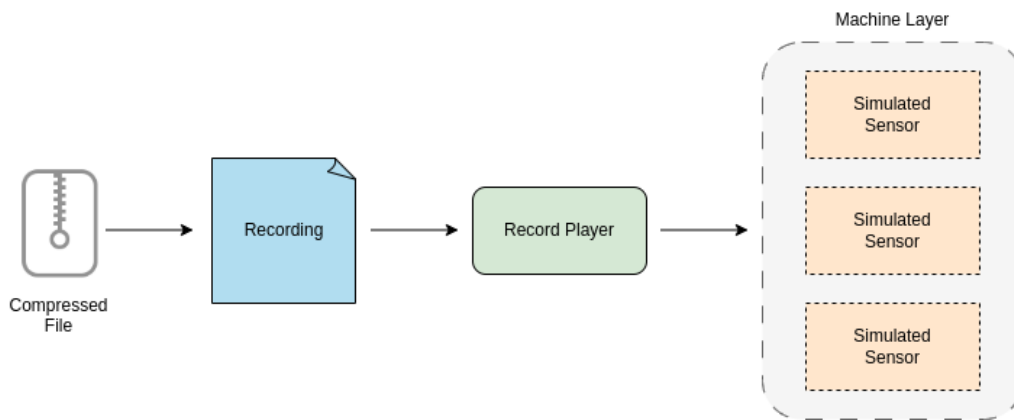 Machine Layer
Simulated
Sensor
Recording
Record Player
Simulated
Sensor
Compressed
File
Simulated
Sensor